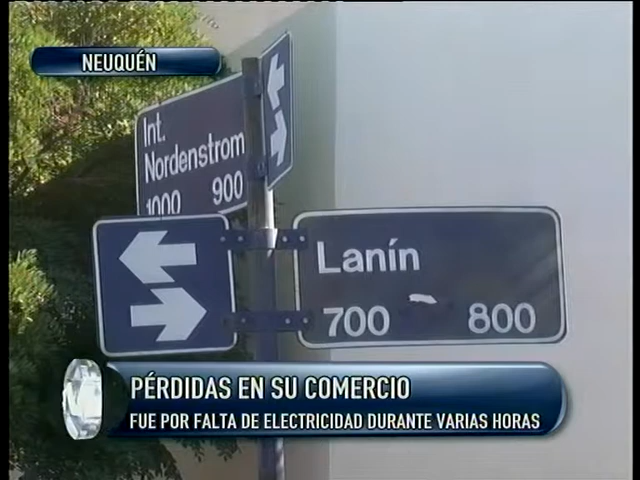 NEUQUÉN
Int.
Nordenstrom
1000 900
Lanín
700 800
PÉRDIDAS EN SU COMERCIO
FUE POR FALTA DE ELECTRICIDAD DURANTE VARIAS HORAS